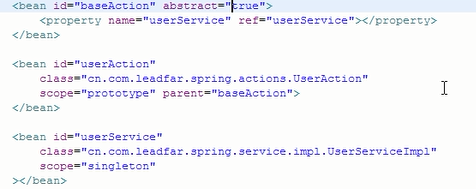 <bean id="baseAction" abstract="true">
<property name="userService" ref="userService"></property>
</bean>
<bean id="userAction"
class="cn.com.leadfar.spring.actions.UserAction"
scope="prototype" parent="baseAction">
</bean>
<bean id="userService"
class="cn.com.leadfar.spring.service.impl.UserServiceImpl"
scope="singleton"
></bean>